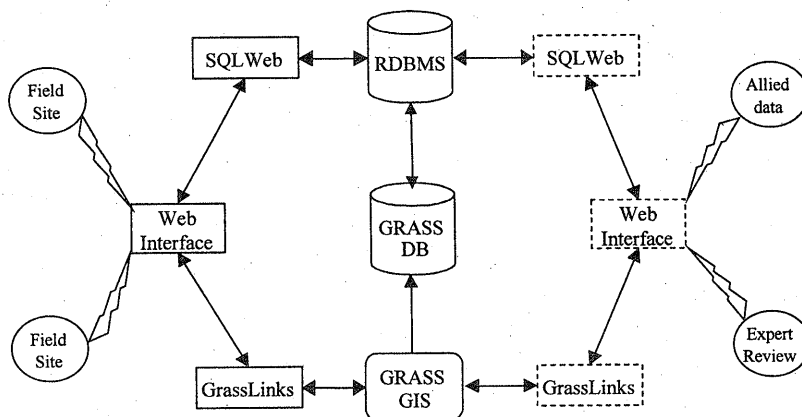 SQLWeb
RDBMS
SQLWeb
Field
Site
Allied
data
Web
Interface
GRASS
DB
Web
Interface
Field
Site
Expert
Review
GrassLinks
GRASS
GIS
GrassLinks